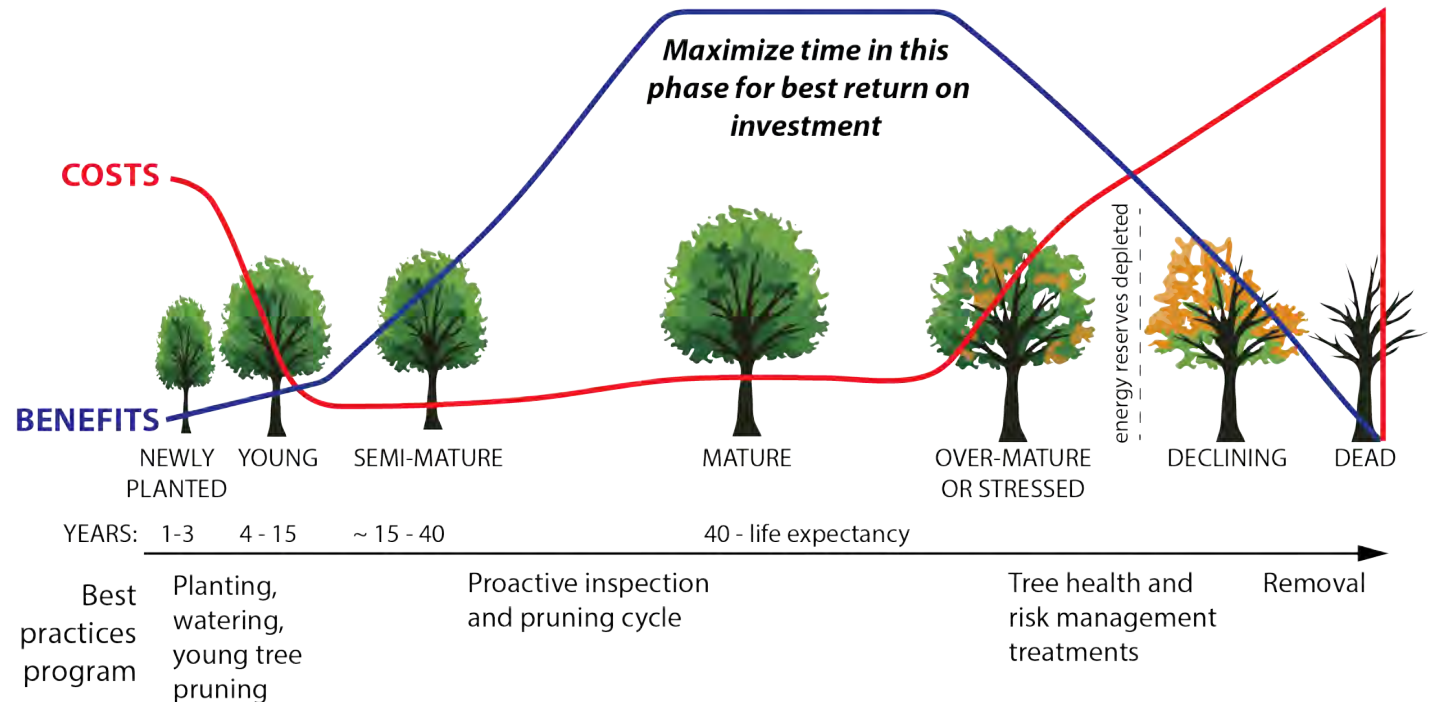 Maximize time in this
phase for best return on
investment
COSTS
BENEFITS
energy reserves depleted
NEWLY
PLANTED
YOUNG
SEMI-MATURE
MATURE
OVER-MATURE
OR STRESSED
DECLINING
DEAD
YEARS: 1-3 4 - 15 ~ 15 - 40 40 - life expectancy
Best
practices
program
Planting,
watering,
young tree
pruning
Proactive inspection
and pruning cycle
Tree health and
risk management
treatments
Removal